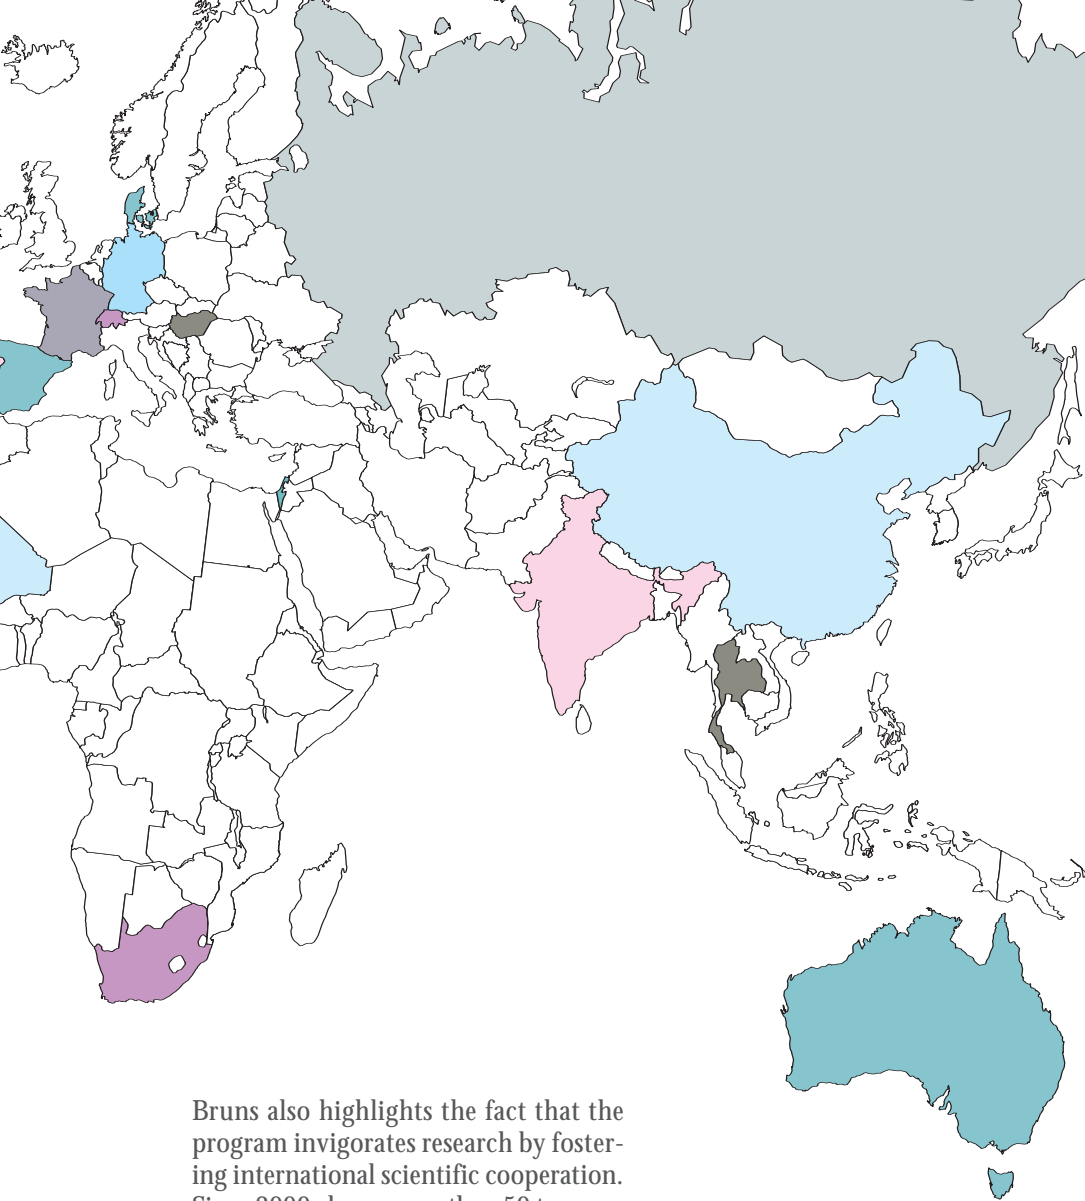 Bruns also highlights the fact that the
program invigorates research by foster-
ing international scientific cooperation.